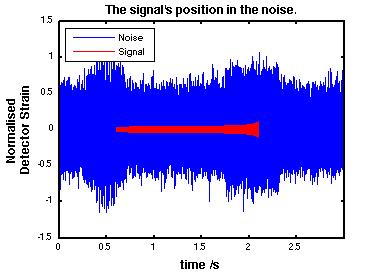 The signal's position in the noise.
Noise
Signal
1.5
1
0.5
0
-0.5
-1
-1.5
0
0.5
1
1.5
2
2.5
Normalised
Detector Strain
time /s